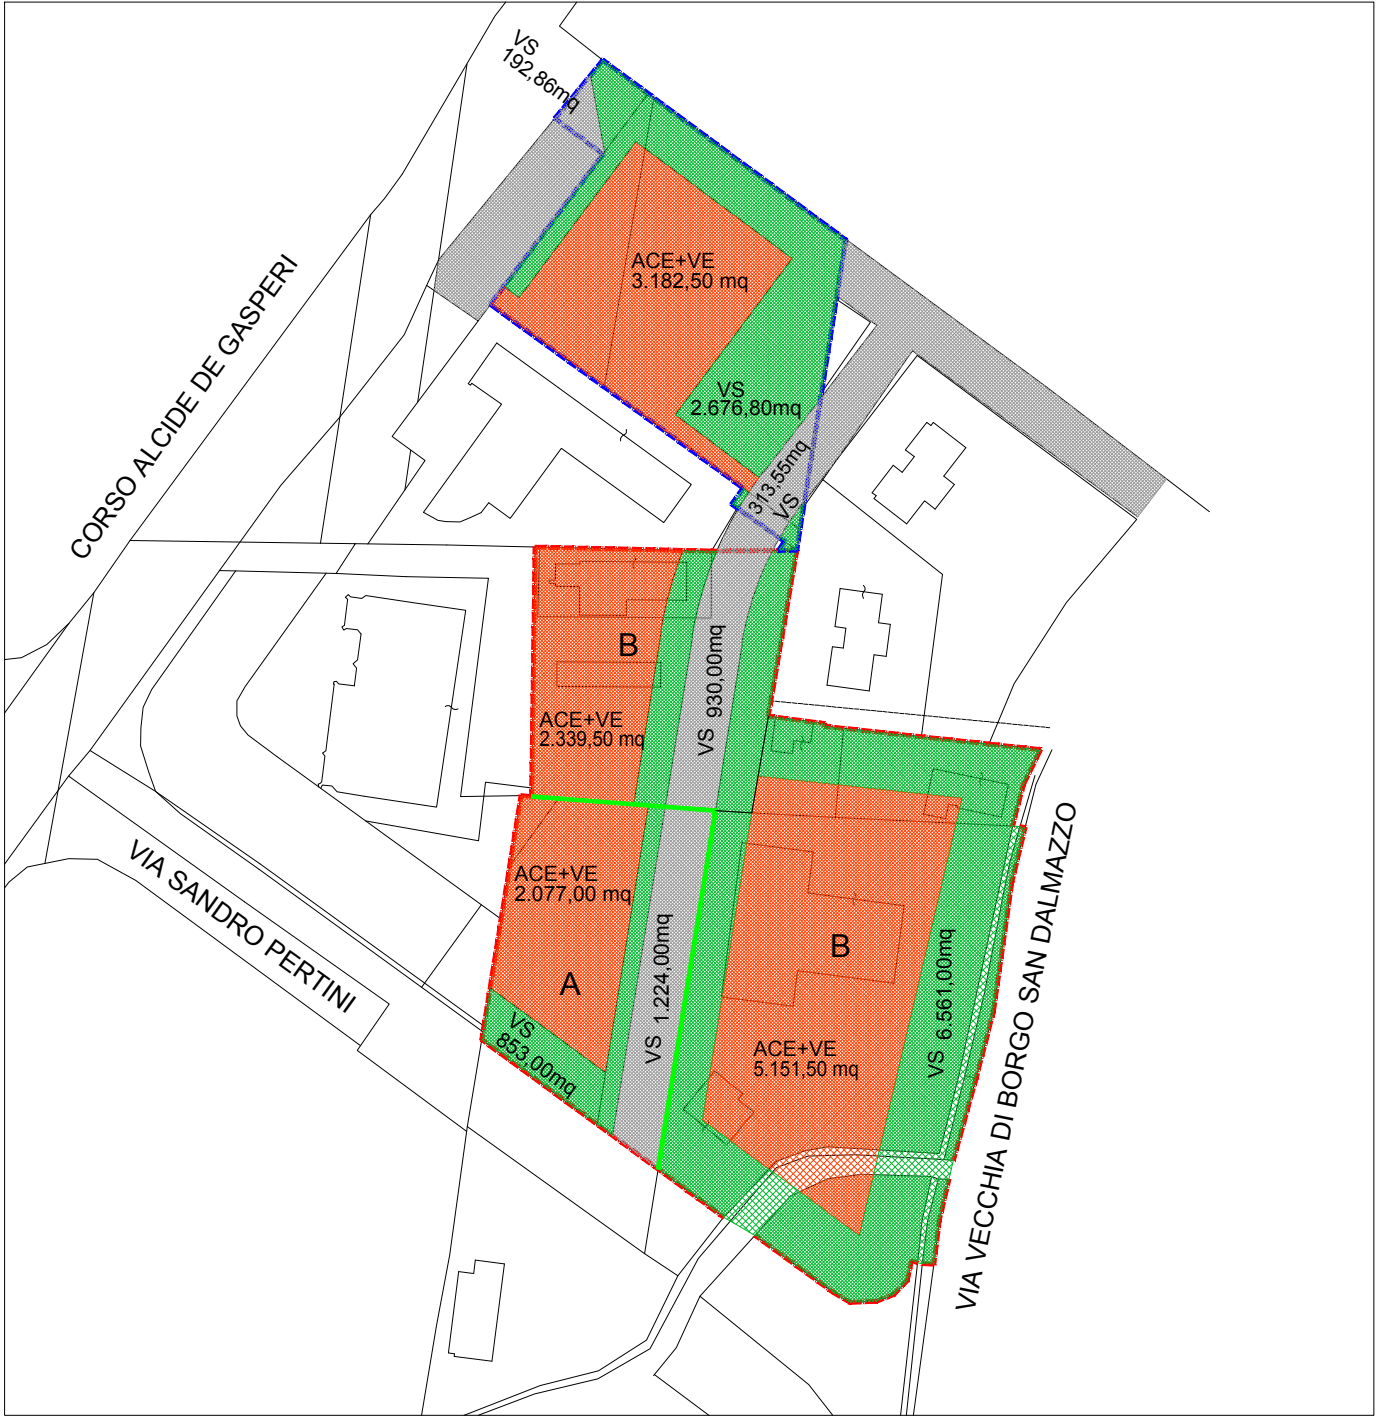 VS
192,86mq
ACE+VE
3.182,50 mq
CORSO ALCIDE DE GASPERI
VS
2.676,80mq
313,55mq
VS
B
VS 930,00mq
ACE+VE
2.339,50 mq
VIA SANDRO PERTINI
ACE+VE
2.077,00 mq
A
VS 1.224,00mq
B
VS 6.561,00mq
VS
853,00mq
ACE+VE
5.151,50 mq
VIA VECCHIA DI BORGO SAN DALMAZZO